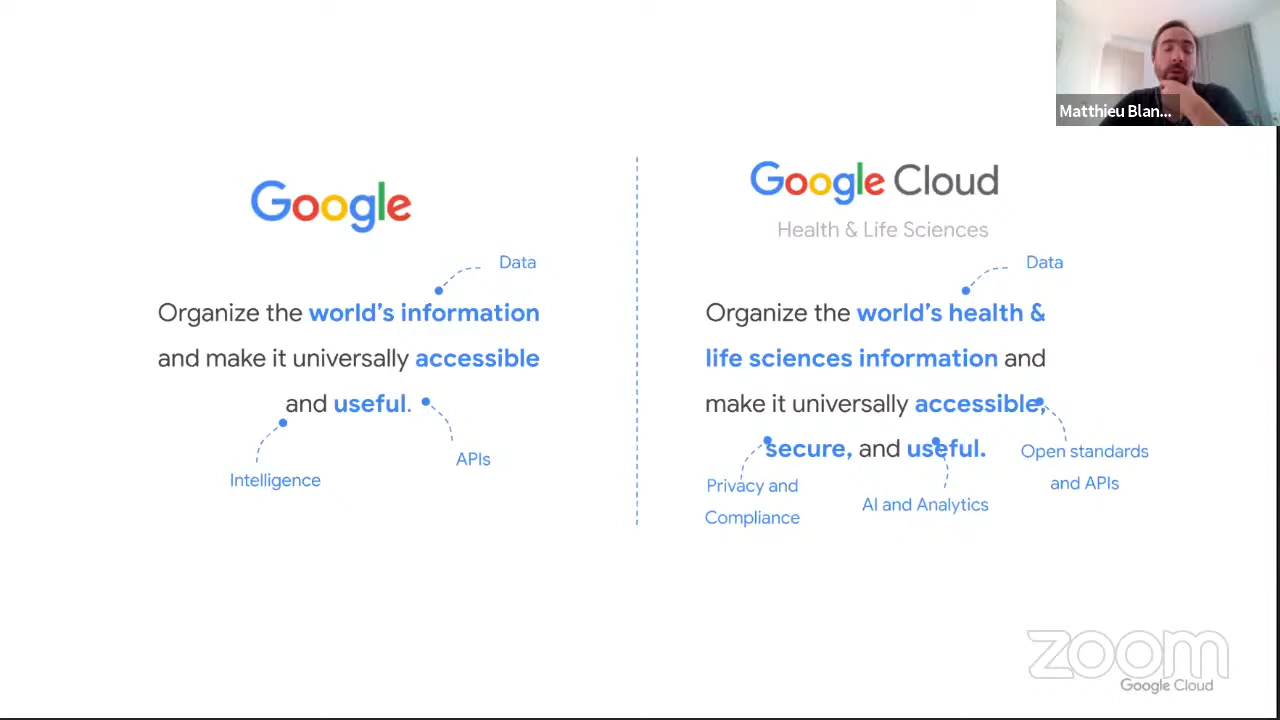 Matthieu Blan...
Google
Data
Organize the world's information
and make it universally accessible
and useful.
APIs
Intelligence
Google Cloud
Health & Life Sciences
Data
Organize the world's health &
life sciences information and
make it universally accessible,
secure, and useful.
Open standards
and APIs
Privacy and
Compliance
AI and Analytics
zoom
Google Cloud